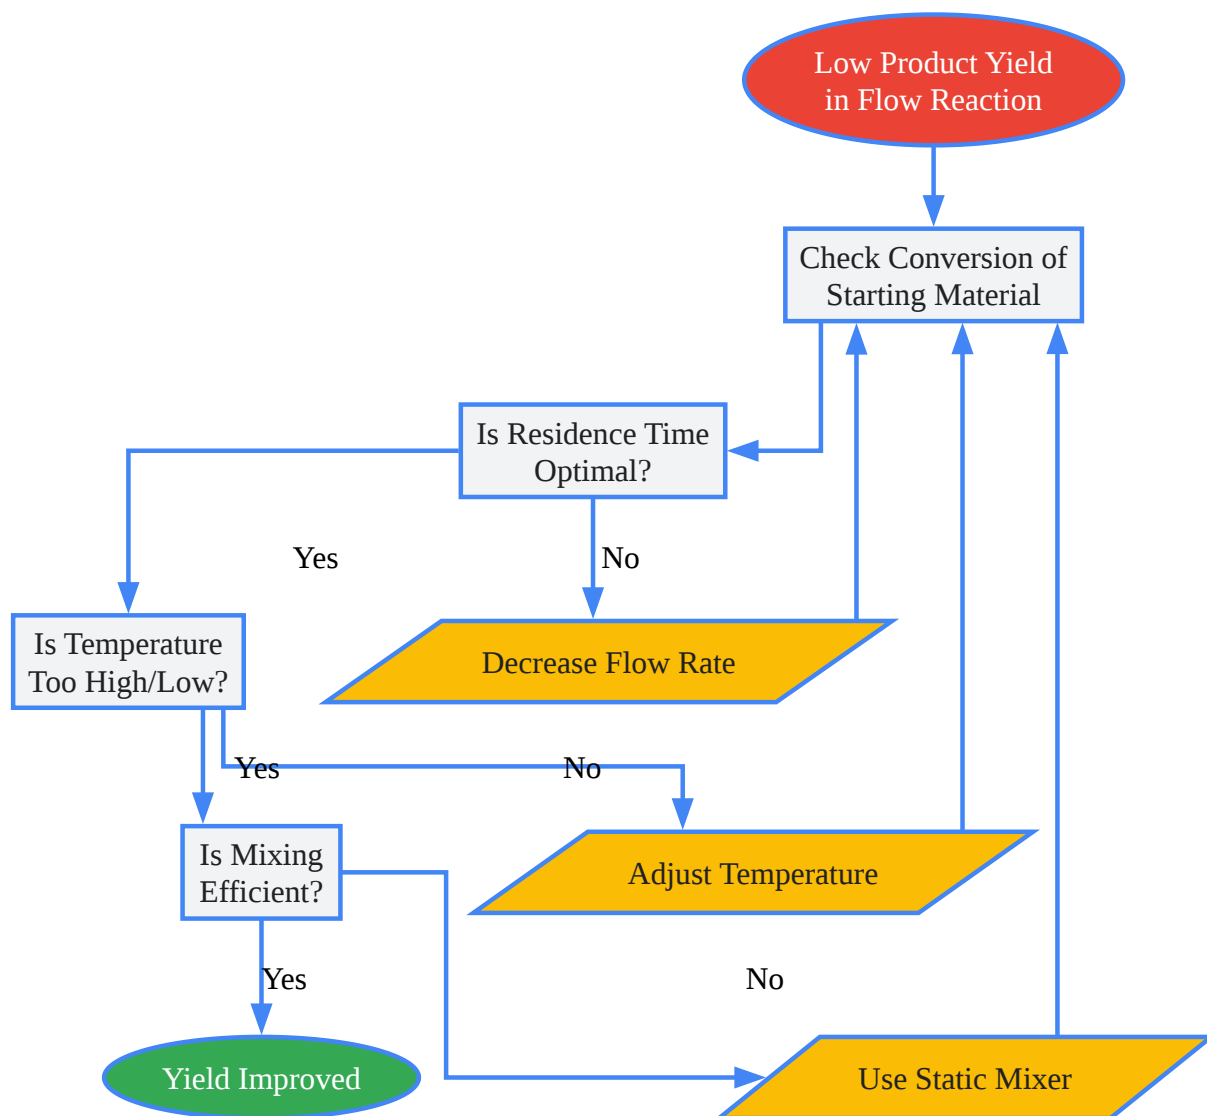 Low Product Yield
in Flow Reaction
Check Conversion of
Starting Material
Is Residence Time
Optimal?
Yes
No
Is Temperature
Too High/Low?
Decrease Flow Rate
Yes
No
Is Mixing
Efficient?
Adjust Temperature
Yes
No
Yield Improved
Use Static Mixer